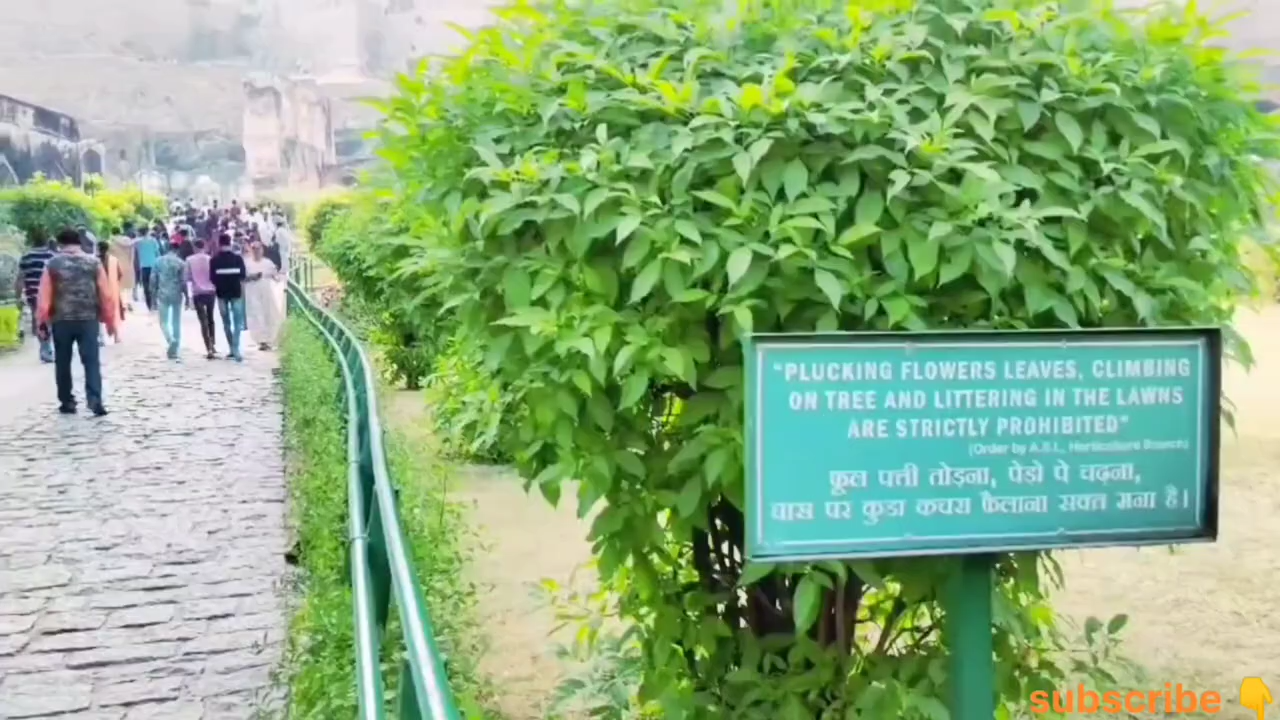 "PLUCKING FLOWERS LEAVES, CLIMBING
ON TREE AND LITTERING IN THE LAWNS
ARE STRICTLY PROHIBITED"
(Order by A.S.I., Horticulture Branch)
फूल पत्ती तोड़ना, पेडो पे चढ़ना,
घास पर कुडा कचरा फैलाना सक्त मना है।
subscribe 👇